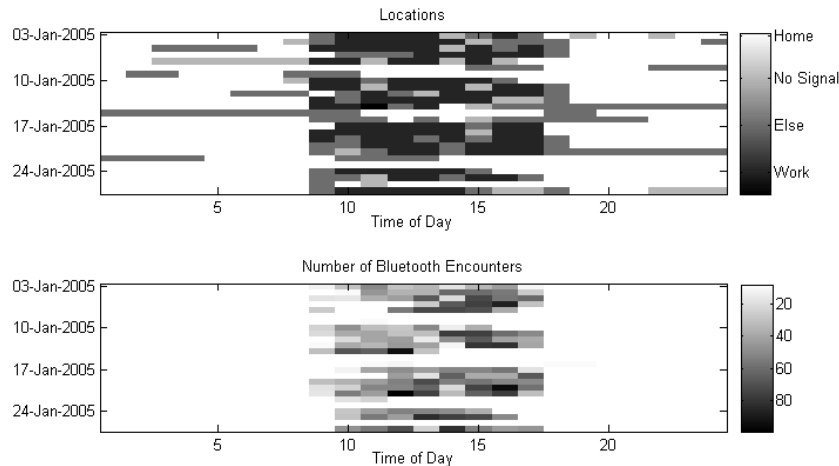 Locations
03-Jan-2005
10-Jan-2005
17-Jan-2005
24-Jan-2005
5 10 15 20
Time of Day
Home
No Signal
Else
Work
Number of Bluetooth Encounters
03-Jan-2005
10-Jan-2005
17-Jan-2005
24-Jan-2005
5 10 15 20
Time of Day
20
40
60
80